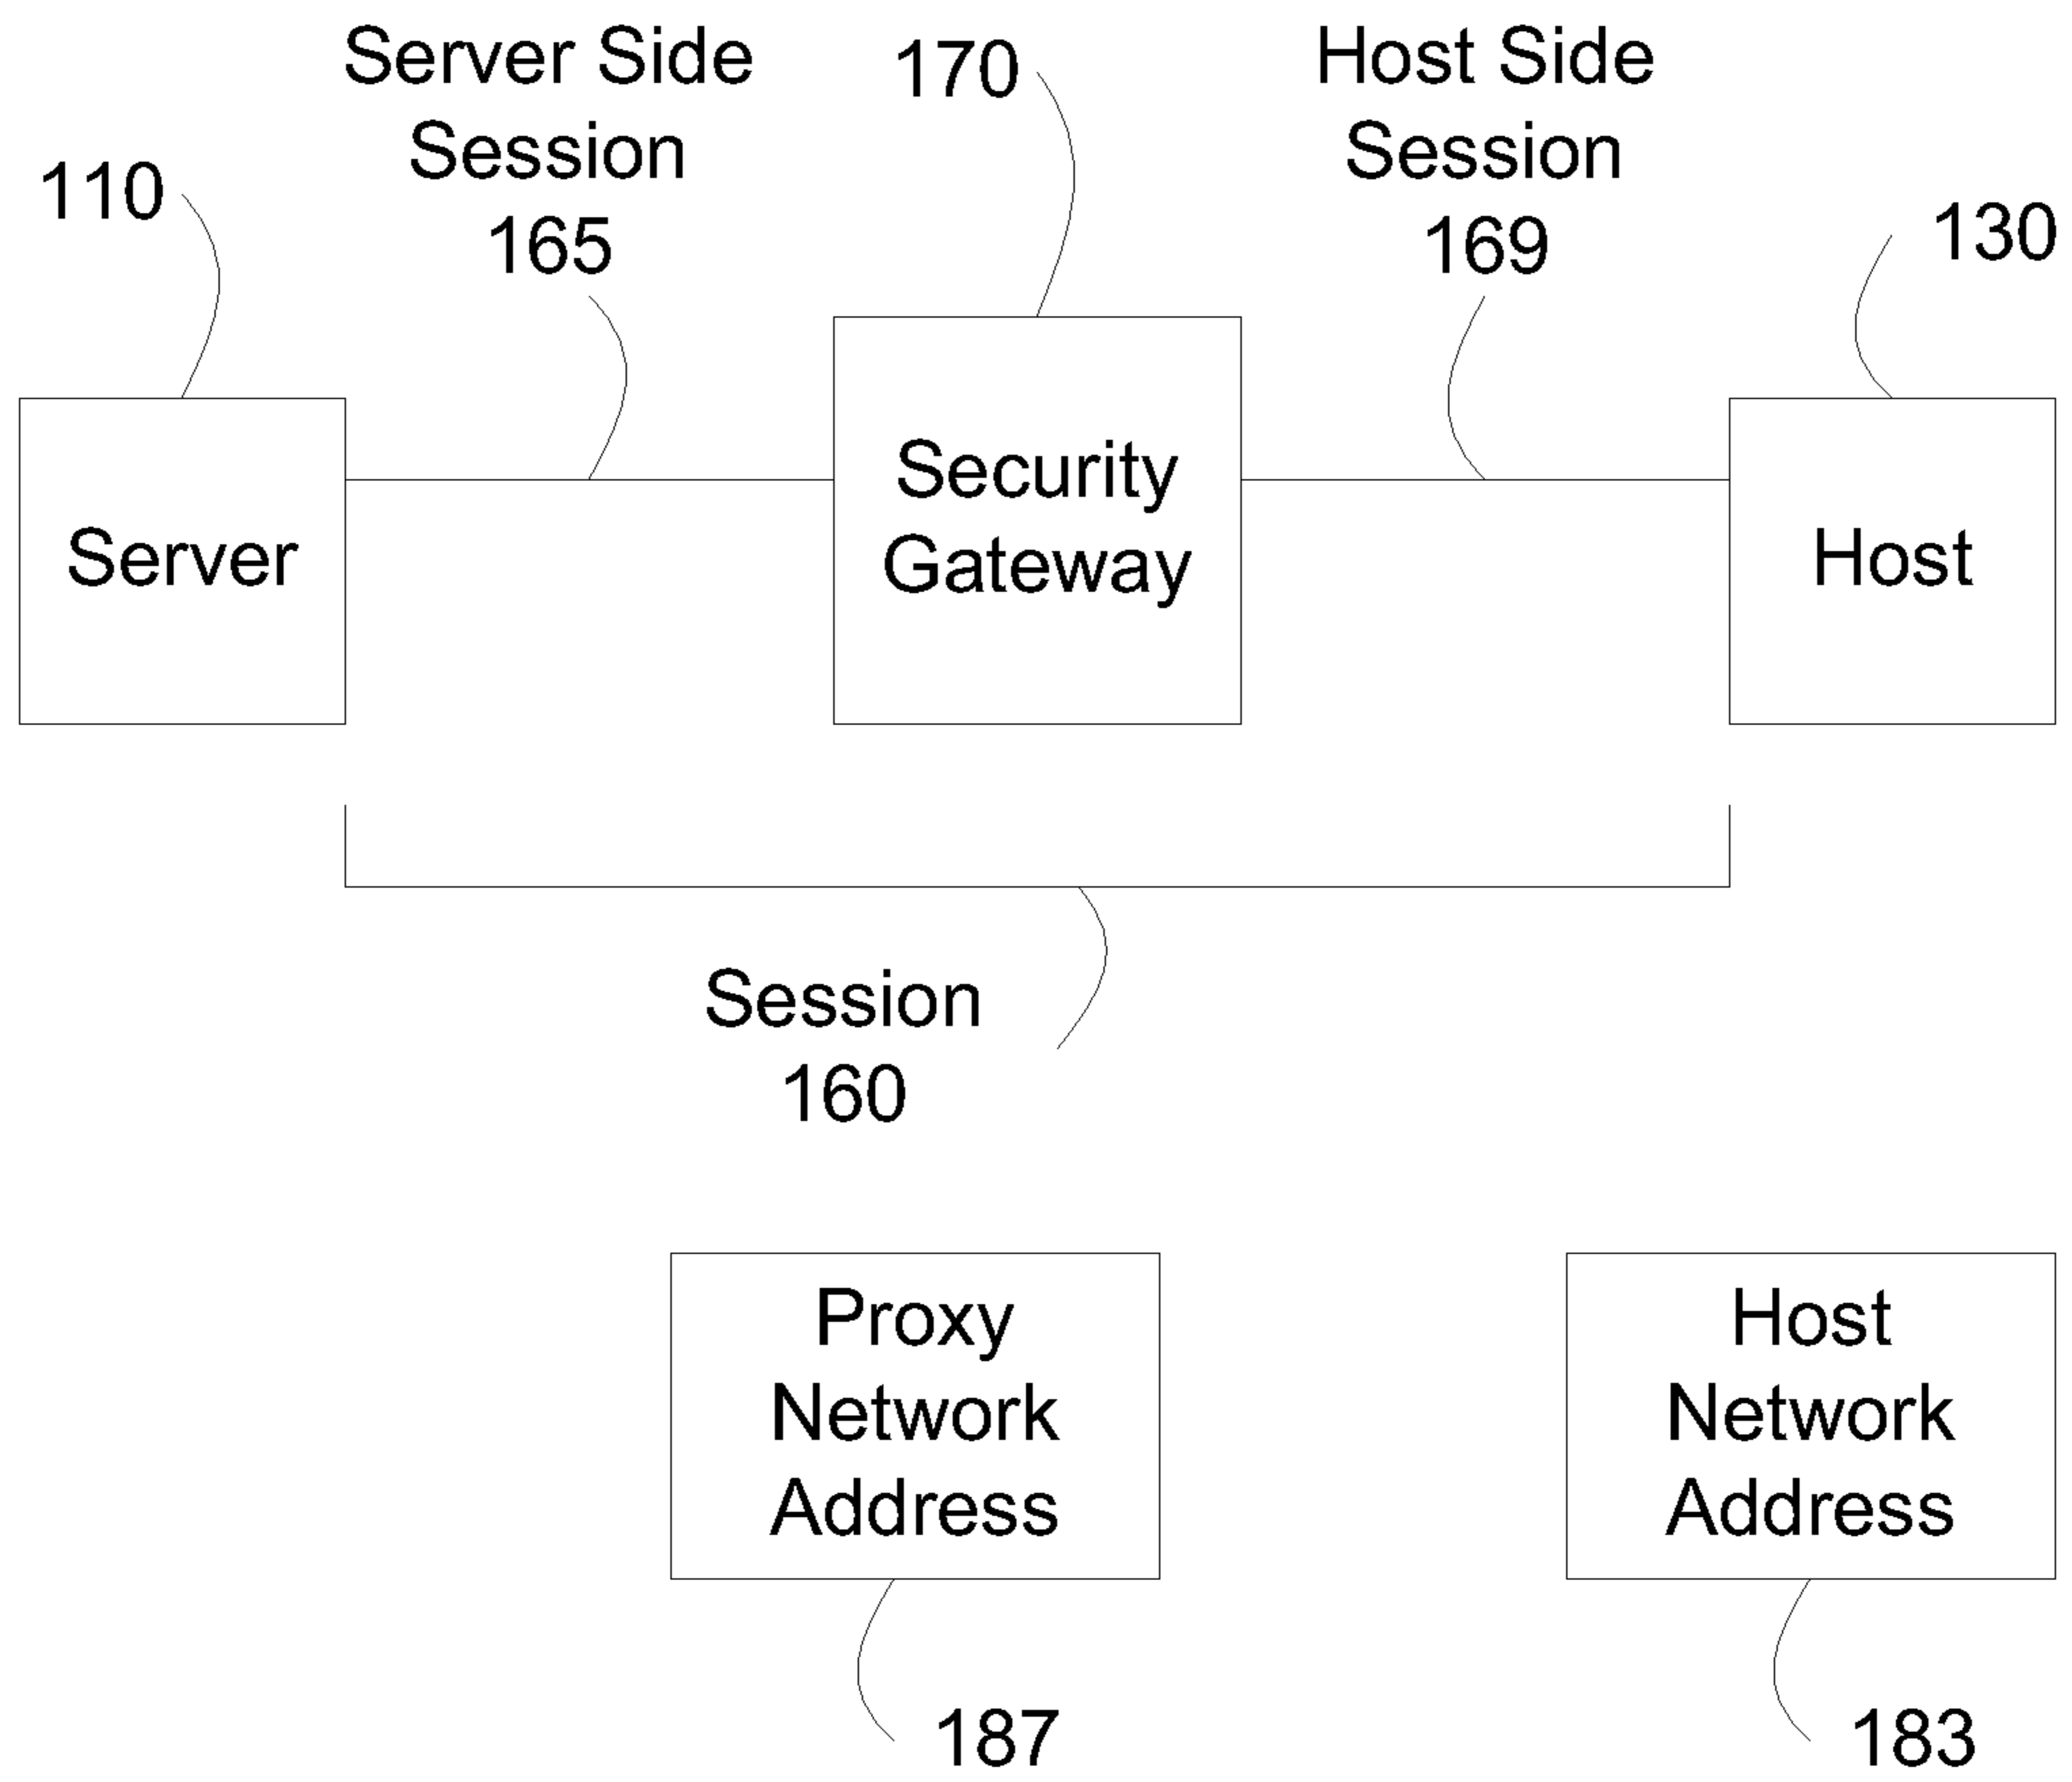 Server Side
Session
165
170
Host Side
Session
169
110
130
Server
Security
Gateway
Host
Session
160
Proxy
Network
Address
Host
Network
Address
187
183